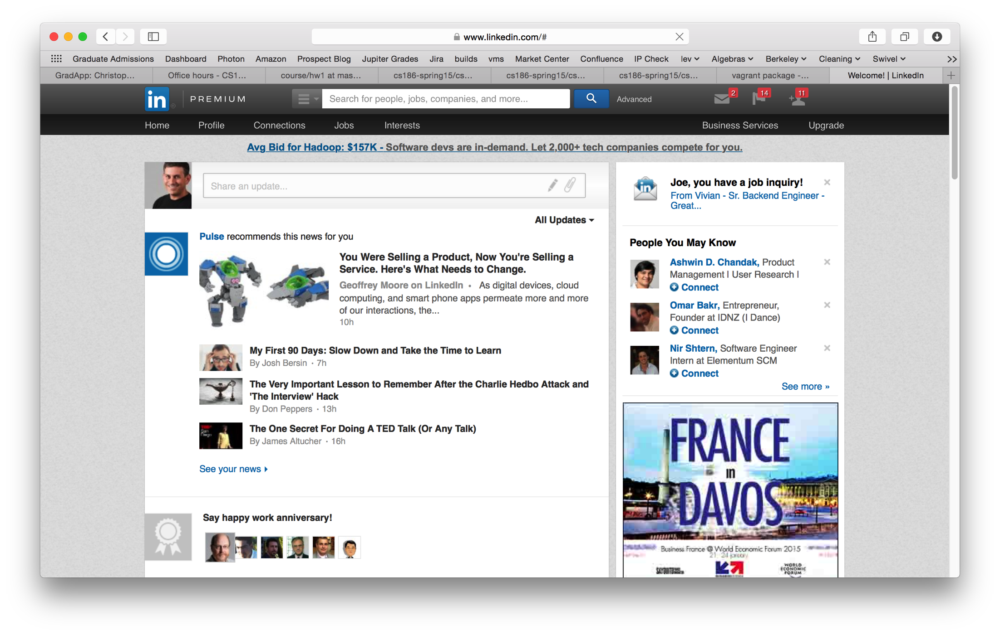 www.linkedin.com/#
Graduate Admissions Dashboard Photon Amazon Prospect Blog Jupiter Grades Jira builds vms Market Center Confluence IP Check lev Algebras Berkeley Cleaning Swivel >>
GradApp: Christop... Office hours - CS1... course/hw1 at mas... cs186-spring15/cs... cs186-spring15/cs... cs186-spring15/cs... vagrant package -... Welcome! | LinkedIn
in PREMIUM Search for people, jobs, companies, and more... Advanced 2 14 11
Home Profile Connections Jobs Interests Business Services Upgrade
Avg Bid for Hadoop: $157K - Software devs are in-demand. Let 2,000+ tech companies compete for you.
Share an update...
All Updates
Pulse recommends this news for you
You Were Selling a Product, Now You're Selling a
Service. Here's What Needs to Change.
Geoffrey Moore on LinkedIn • As digital devices, cloud
computing, and smart phone apps permeate more and more
of our interactions, the...
10h
My First 90 Days: Slow Down and Take the Time to Learn
By Josh Bersin • 7h
The Very Important Lesson to Remember After the Charlie Hedbo Attack and
'The Interview' Hack
By Don Peppers • 13h
The One Secret For Doing A TED Talk (Or Any Talk)
By James Altucher • 16h
See your news
Say happy work anniversary!
in
Joe, you have a job inquiry!
From Vivian - Sr. Backend Engineer -
Great...
People You May Know
Ashwin D. Chandak, Product
Management l User Research l
Connect
Omar Bakr, Entrepreneur,
Founder at IDNZ (I Dance)
Connect
Nir Shtern, Software Engineer
Intern at Elementum SCM
Connect
See more »
FRANCE
in
DAVOS
Business France @ World Economic Forum 2015
21 24 january
WORLD
ECONOMIC
FORUM